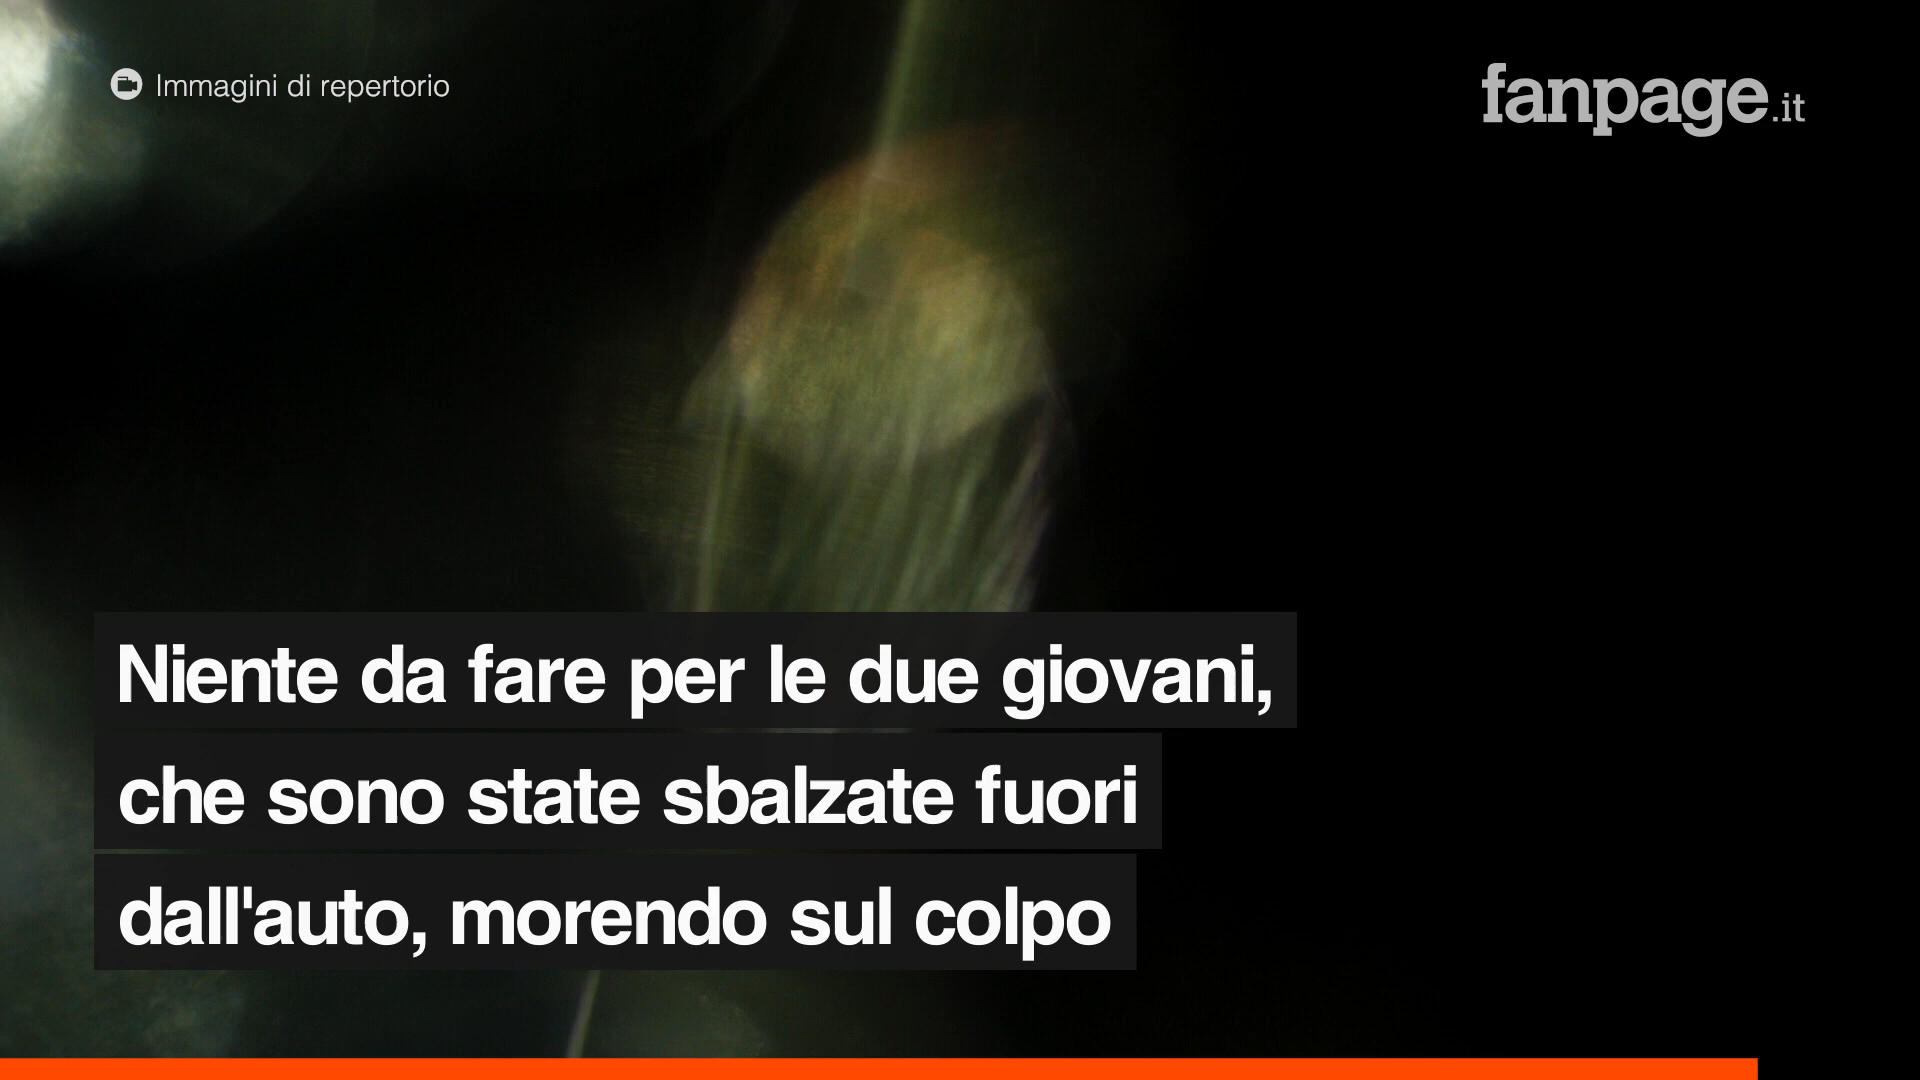 Immagini di repertorio
fanpage.it
Niente da fare per le due giovani,
che sono state sbalzate fuori
dall'auto, morendo sul colpo